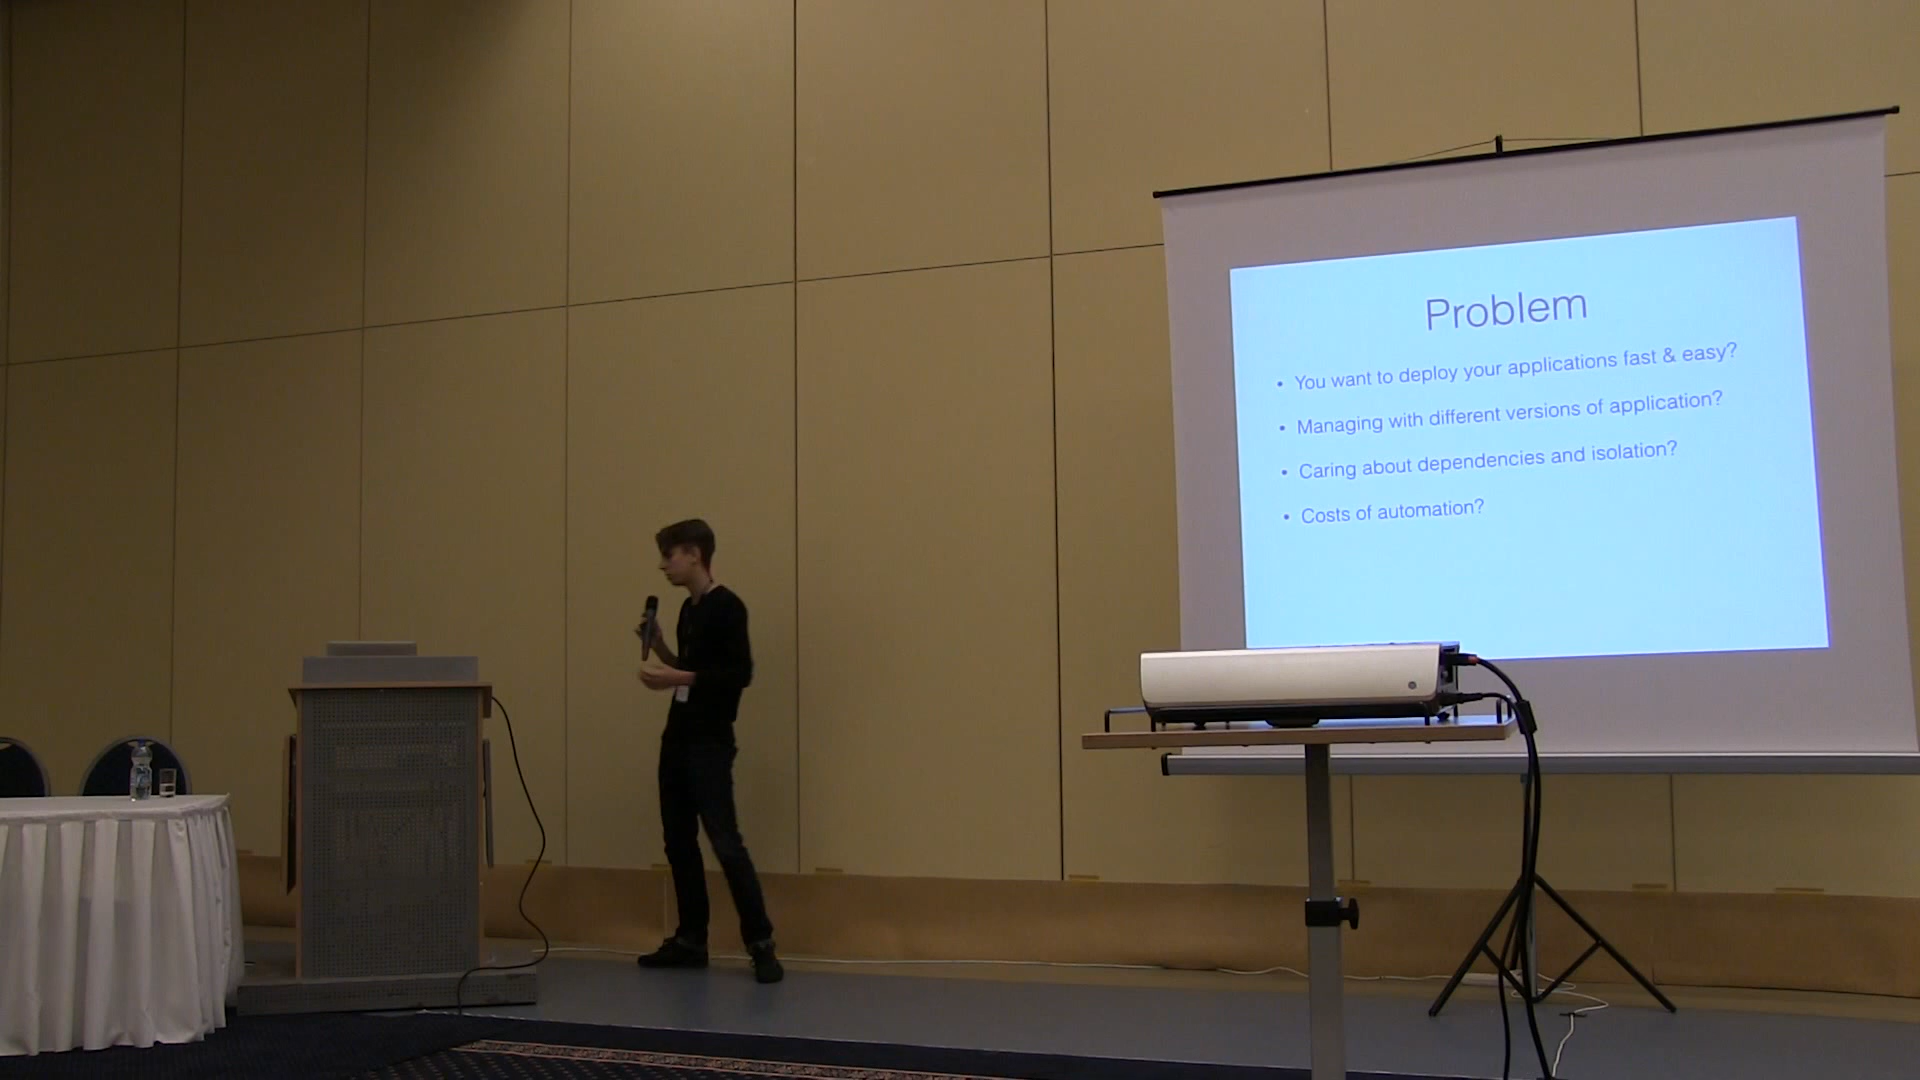 Problem
• You want to deploy your applications fast & easy?
• Managing with different versions of application?
• Caring about dependencies and isolation?
• Costs of automation?